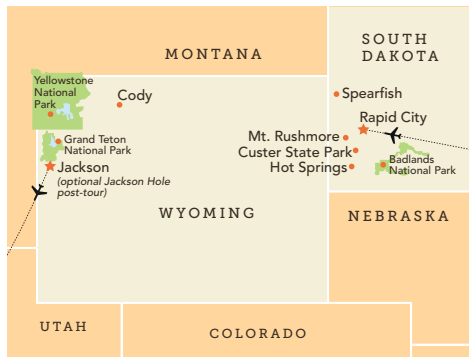 SOUTH
DAKOTA
MONTANA
Yellowstone
National
Park
Cody
Spearfish
Rapid City
Mt. Rushmore
Custer State Park
Hot Springs
Badlands
National Park
Grand Teton
National Park
Jackson
(optional Jackson Hole
post-tour)
WYOMING
NEBRASKA
UTAH
COLORADO